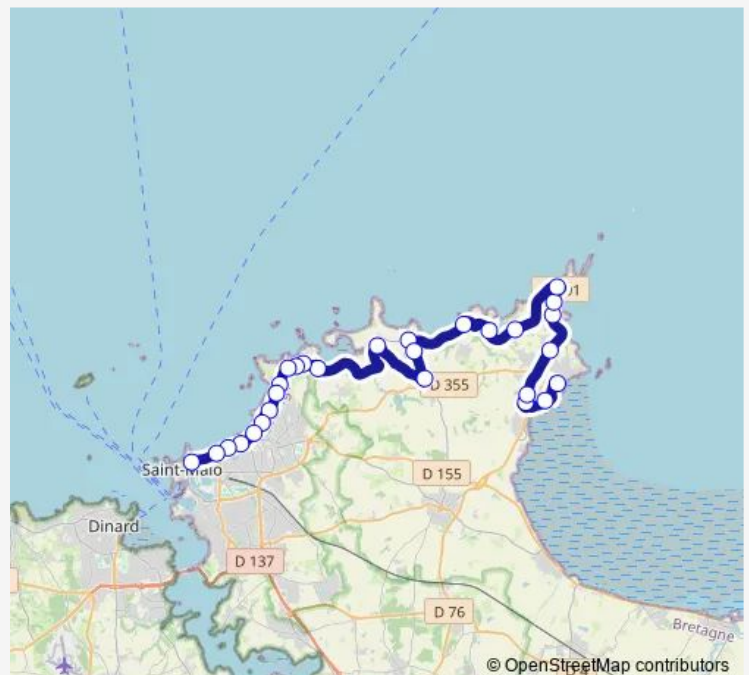 D 355
Saint-Malo
D 155
Dinard
D 137
D 76
Bretagne
© OpenStreetMap contributors